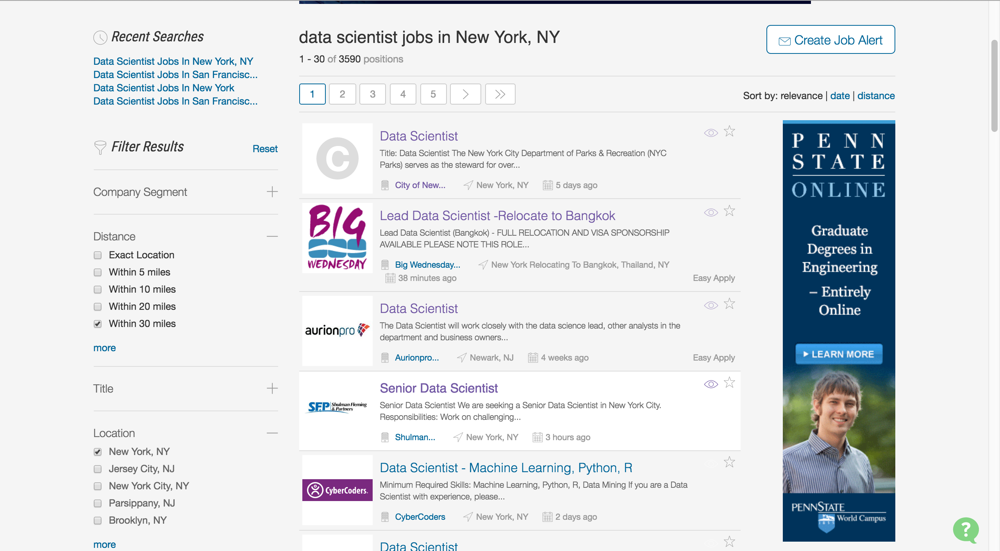 Recent Searches
Data Scientist Jobs In New York, NY
Data Scientist Jobs In San Francisc...
Data Scientist Jobs In New York
Data Scientist Jobs In San Francisc...
Filter Results
Reset
Company Segment
Distance
Exact Location
Within 5 miles
Within 10 miles
Within 20 miles
Within 30 miles
more
Title
Location
New York, NY
Jersey City, NJ
New York City, NY
Parsippany, NJ
Brooklyn, NY
more
data scientist jobs in New York, NY
1 - 30 of 3590 positions
Create Job Alert
1 2 3 4 5
Sort by: relevance | date | distance
C
Data Scientist
Title: Data Scientist The New York City Department of Parks & Recreation (NYC
Parks) serves as the steward for over...
City of New... New York, NY 5 days ago
BIG
WEDNESDAY
Lead Data Scientist -Relocate to Bangkok
Lead Data Scientist (Bangkok) - FULL RELOCATION AND VISA SPONSORSHIP
AVAILABLE PLEASE NOTE THIS ROLE...
Big Wednesday... New York Relocating To Bangkok, Thailand, NY
38 minutes ago Easy Apply
aurionpro
Data Scientist
The Data Scientist will work closely with the data science lead, other analysts in the
department and business owners...
Aurionpro... Newark, NJ 4 weeks ago Easy Apply
SFP Shulman Fleming
& Partners
Senior Data Scientist
Senior Data Scientist We are seeking a Senior Data Scientist in New York City.
Responsibilities: Work on challenging...
Shulman... New York, NY 3 hours ago
CyberCoders.
Data Scientist - Machine Learning, Python, R
Minimum Required Skills: Machine Learning, Python, R, Data Mining If you are a Data
Scientist with experience, please...
CyberCoders New York, NY 2 days ago
Data Scientist
PENN
STATE
ONLINE
Graduate
Degrees in
Engineering
– Entirely
Online
LEARN MORE
PENNSTATE
1855
World Campus
?